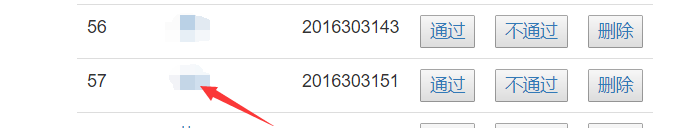 56 2016303143 通过 不通过 删除
57 2016303151 通过 不通过 删除